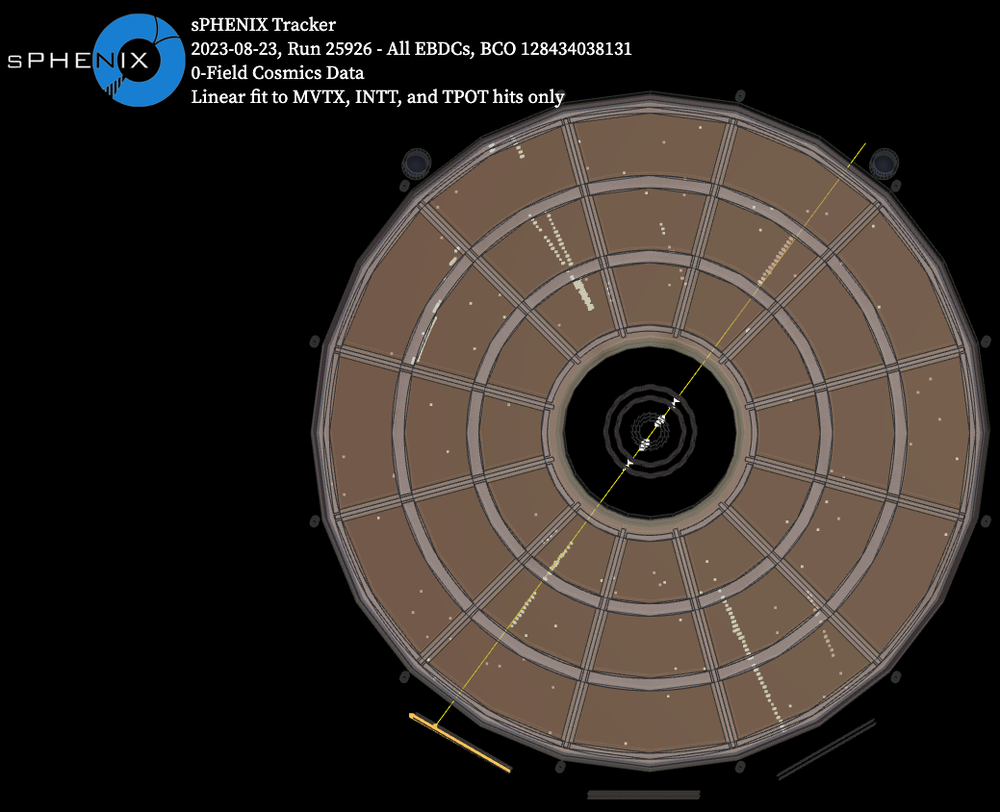 sPHENIX
sPHENIX Tracker
2023-08-23, Run 25926 - All EBDCs, BCO 128434038131
0-Field Cosmics Data
Linear fit to MVTX, INTT, and TPOT hits only